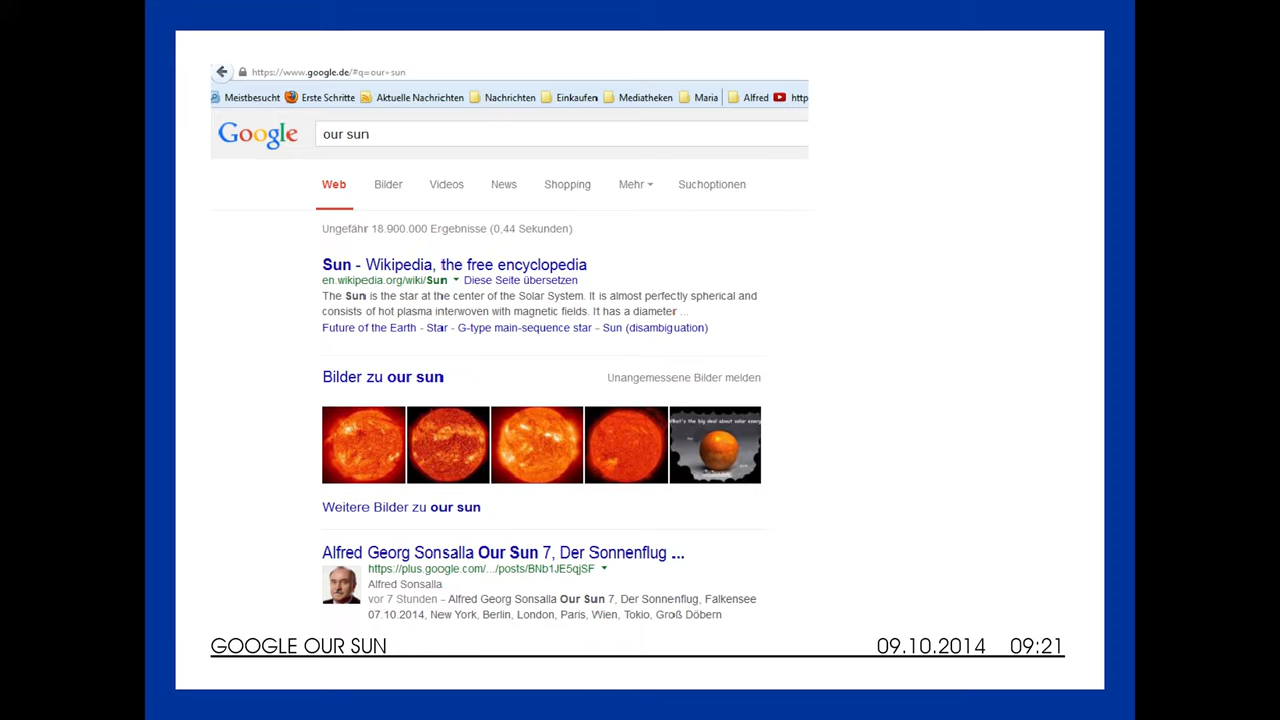 https://www.google.de/#q=our+sun
Meistbesucht Erste Schritte Aktuelle Nachrichten Nachrichten Einkaufen Mediatheken Maria Alfred http
Google our sun
Web Bilder Videos News Shopping Mehr Suchoptionen
Ungefähr 18.900.000 Ergebnisse (0,44 Sekunden)
Sun - Wikipedia, the free encyclopedia
en.wikipedia.org/wiki/Sun Diese Seite übersetzen
The Sun is the star at the center of the Solar System. It is almost perfectly spherical and
consists of hot plasma interwoven with magnetic fields. It has a diameter ...
Future of the Earth - Star - G-type main-sequence star - Sun (disambiguation)
Bilder zu our sun Unangemessene Bilder melden
What's the big deal about solar energy
Weitere Bilder zu our sun
Alfred Georg Sonsalla Our Sun 7, Der Sonnenflug ...
https://plus.google.com/.../posts/BNb1JE5qjSF
Alfred Sonsalla
vor 7 Stunden - Alfred Georg Sonsalla Our Sun 7, Der Sonnenflug, Falkensee
07.10.2014, New York, Berlin, London, Paris, Wien, Tokio, Groß Döbern
GOOGLE OUR SUN 09.10.2014 09:21